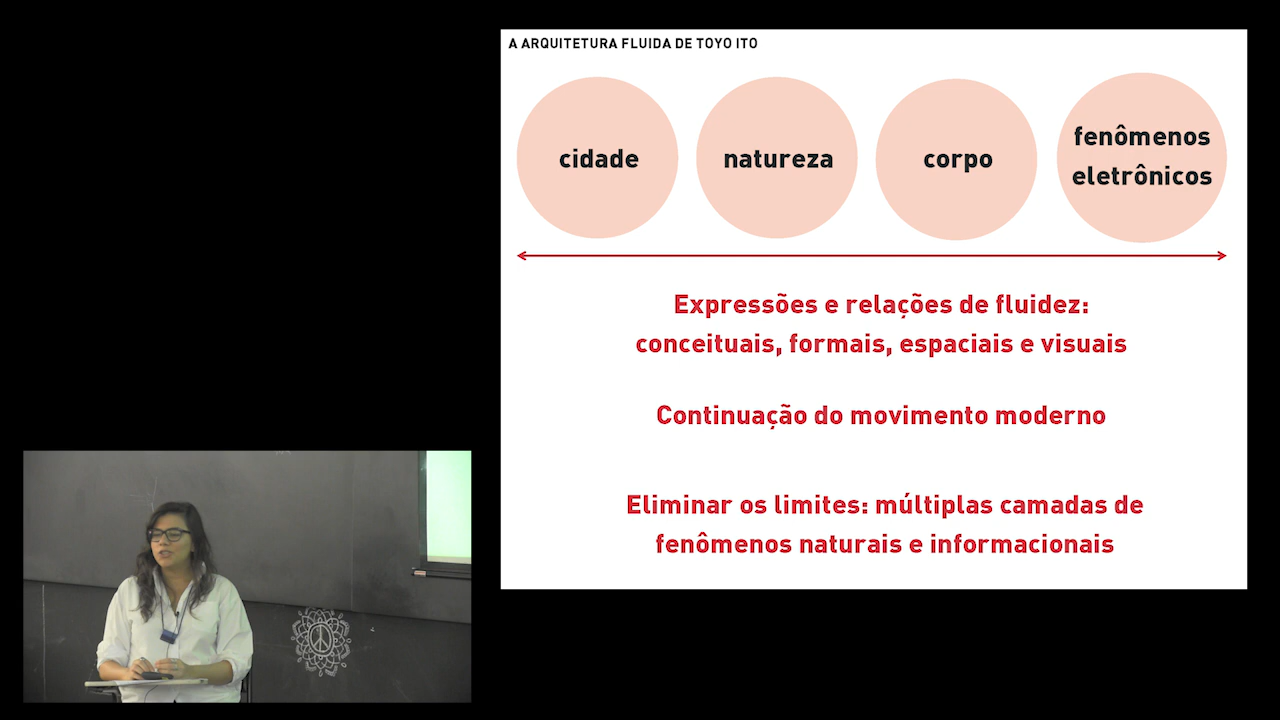 A ARQUITETURA FLUIDA DE TOYO ITO
cidade
natureza
corpo
fenômenos
eletrônicos
Expressões e relações de fluidez:
conceituais, formais, espaciais e visuais
Continuação do movimento moderno
Eliminar os limites: múltiplas camadas de
fenômenos naturais e informacionais